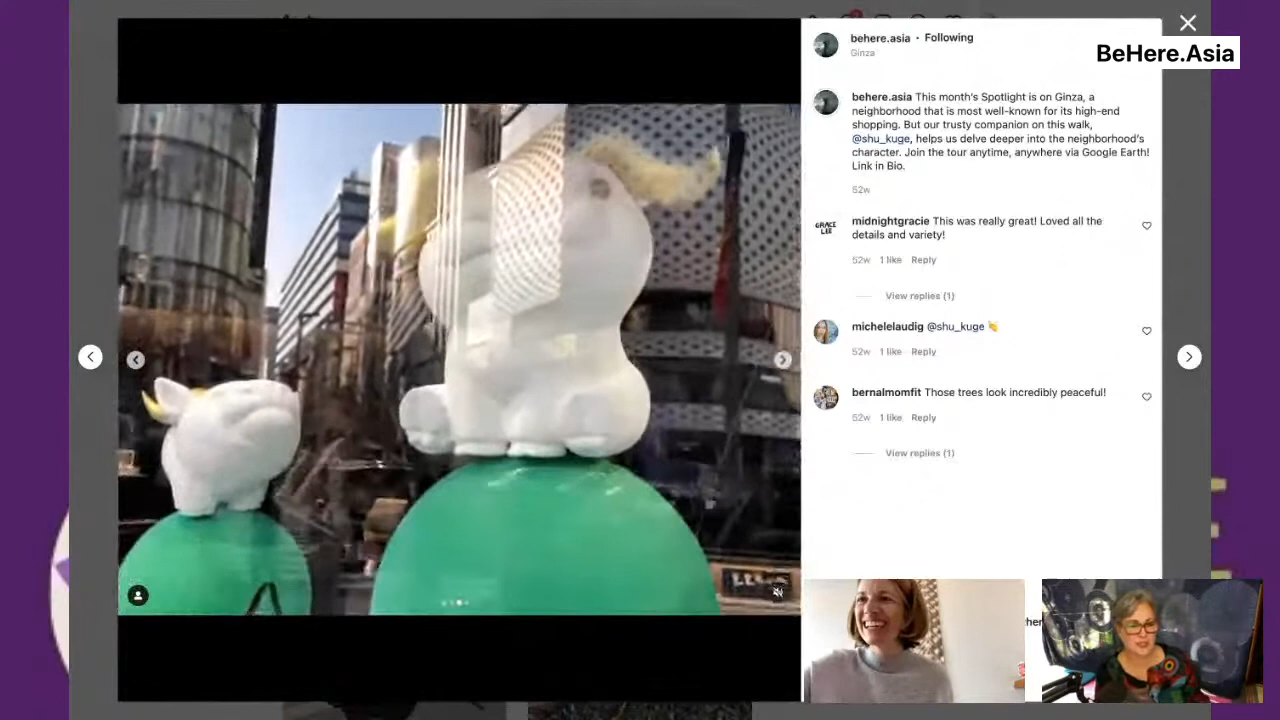 behere.asia • Following
Ginza
BeHere.Asia
behere.asia This month's Spotlight is on Ginza, a
neighborhood that is most well-known for its high-end
shopping. But our trusty companion on this walk,
@shu_kuge, helps us delve deeper into the neighborhood's
character. Join the tour anytime, anywhere via Google Earth!
Link in Bio.
52w
GRACE
LEE
midnightgracie This was really great! Loved all the
details and variety!
52w 1 like Reply
View replies (1)
michelelaudig @shu_kuge
52w 1 like Reply
bernalmomfit Those trees look incredibly peaceful!
52w 1 like Reply
View replies (1)